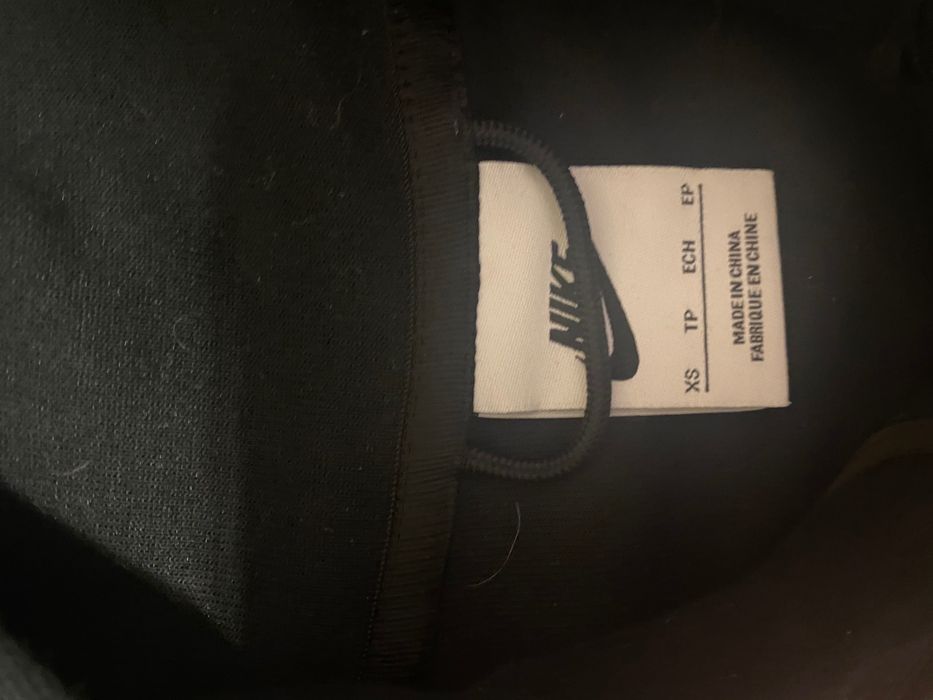 NIKE
XS TP ECH EP
MADE IN CHINA
FABRIQUE EN CHINE